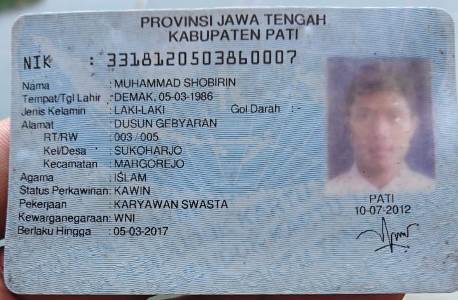 PROVINSI JAWA TENGAH
KABUPATEN PATI
NIK : 3318120503860007
Nama : MUHAMMAD SHOBIRIN
Tempat/Tgl Lahir : DEMAK, 05-03-1986
Jenis Kelamin : LAKI-LAKI Gol Darah : -
Alamat : DUSUN GEBYARAN
RT/RW : 003 / 005
Kel/Desa : SUKOHARJO
Kecamatan : MARGOREJO
Agama : ISLAM
Status Perkawinan: KAWIN
Pekerjaan : KARYAWAN SWASTA
Kewarganegaraan: WNI
Berlaku Hingga : 05-03-2017
PATI
10-07-2012